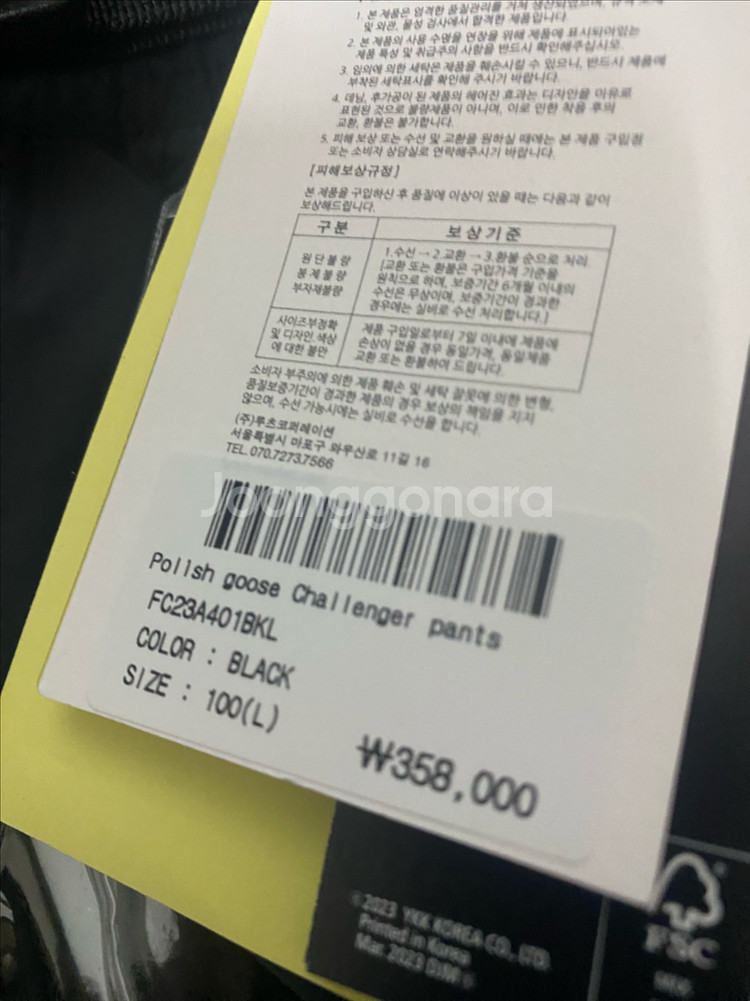 1. 본 제품은 엄격한 품질관리를 거쳐
및 외관, 물성 검사에서 합격한 제품입니다.
2. 본 제품의 사용 수명을 연장을 위해 제품에 표시되어있는
제품 특성 및 취급주의 사항을 반드시 확인해주십시오.
3. 임의에 의한 세탁은 제품을 훼손시킬 수 있으니, 반드시 제품에
부착된 세탁표시를 확인해 주시기 바랍니다.
4. 데님, 후가공이 된 제품의 헤어진 효과는 디자인을 이유로
표현된 것으로 불량제품이 아니며, 이로 인한 착용 후의
교환, 환불은 불가합니다.
5. 피해 보상 또는 수선 및 교환을 원하실 때에는 본 제품 구입점
또는 소비자 상담실로 연락해주시기 바랍니다.
[피해보상규정]
본 제품을 구입하신 후 품질에 이상이 있을 때는 다음과 같이
보상해드립니다.
구분 보상기준
원단불량
봉제불량
부자재불량
1.수선 → 2.교환 → 3.환불 순으로 처리
[교환 또는 환불은 구입가격 기준을
원칙으로 하며, 보증기간 6개월 이내의
수선은 무상이며, 보증기간이 경과한
경우에는 실비로 수선 처리합니다.]
사이즈부정확
및 디자인, 색상
에 대한 불만
제품 구입일로부터 7일 이내에 제품에
손상이 없을 경우 동일가격, 동일제품
교환 또는 환불하여 드립니다.
소비자 부주의에 의한 제품 훼손 및 세탁 잘못에 의한 변형,
품질보증기간이 경과한 제품의 경우 보상의 책임을 지지
않으며, 수선 가능시에는 실비로 수선을 합니다.
(주)루츠코퍼레이션
서울특별시 마포구 와우산로 11길 16
TEL. 070.7273.7566
Joonggonara
Polish goose Challenger pants
FC23A401BKL
COLOR : BLACK
SIZE : 100(L)
₩358,000
©2023 YKK KOREA CO., LTD.
Printed in Korea
Mar. 2023 DJM
FSC